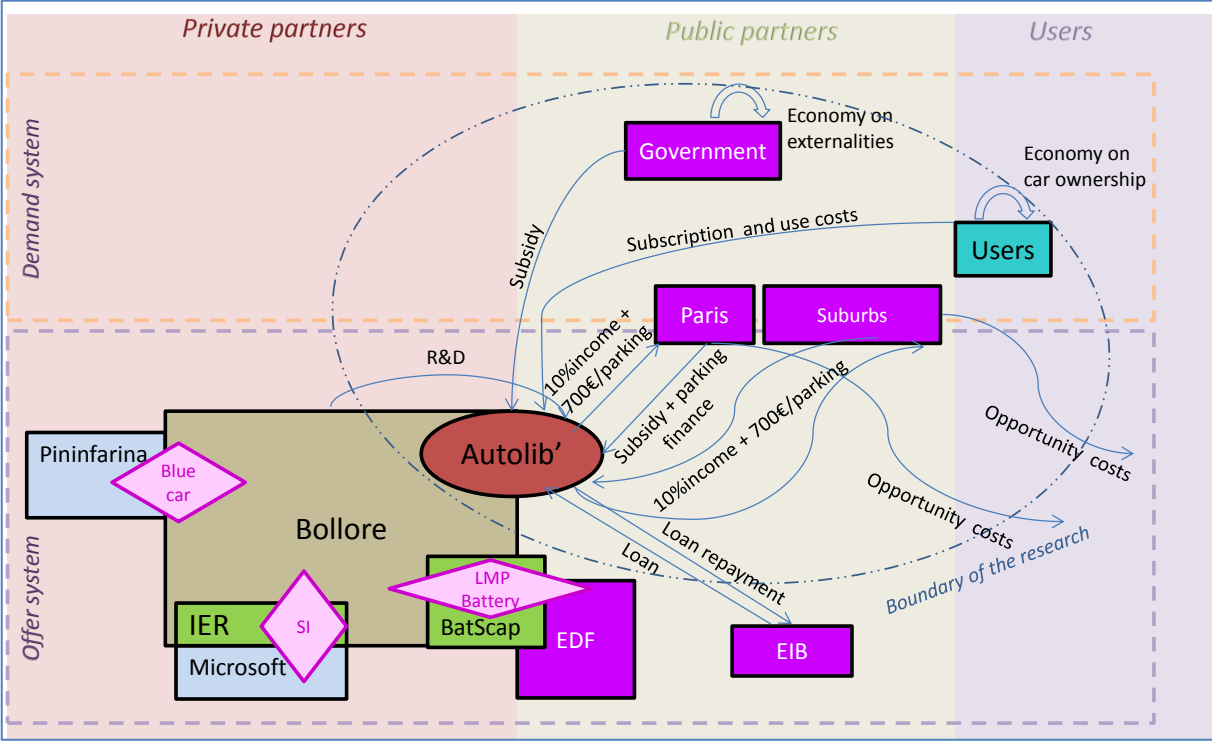 Private partners
Public partners
Users
Demand system
Government
Economy on
externalities
Economy on
car ownership
Subsidy
Subscription and use costs
Users
Paris
Suburbs
Offer system
R&D
10%income +
700€/parking
Subsidy + parking
finance
10%income + 700€/parking
Opportunity costs
Opportunity costs
Autolib’
Pininfarina
Blue
car
Bollore
Loan repayment
Loan
Boundary of the research
LMP
Battery
BatScap
IER
SI
Microsoft
EDF
EIB